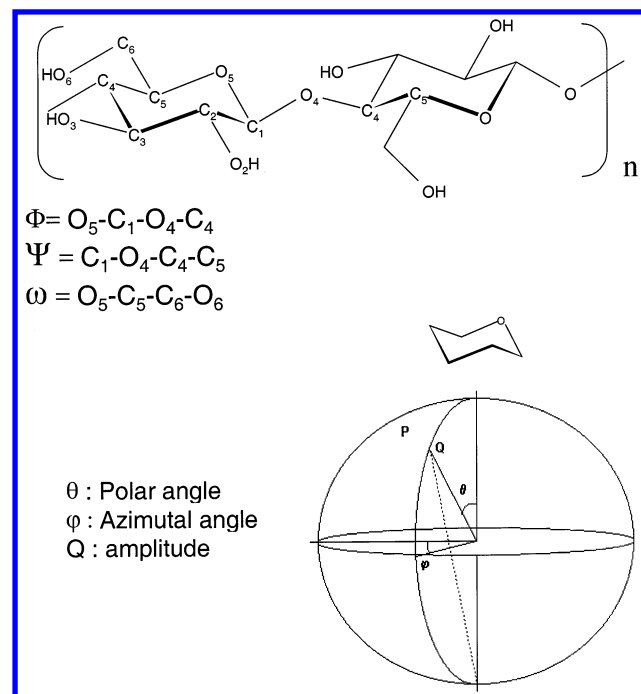 C₆
HO₆
O₅
OH
C₄
C₅
HO
O₄
C₄
C₅
O
O
HO₃
C₃
C₂
C₁
O₂H
OH
n
Φ= O₅-C₁-O₄-C₄
Ψ = C₁-O₄-C₄-C₅
ω = O₅-C₅-C₆-O₆
O
P
Q
θ
θ : Polar angle
φ : Azimutal angle
Q : amplitude
φ